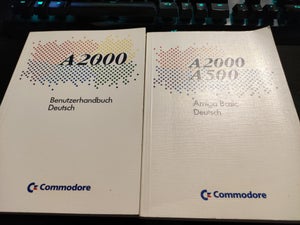 A2000
Benutzerhandbuch
Deutsch
Commodore
A2000
A500
Amiga Basic
Deutsch
Commodore